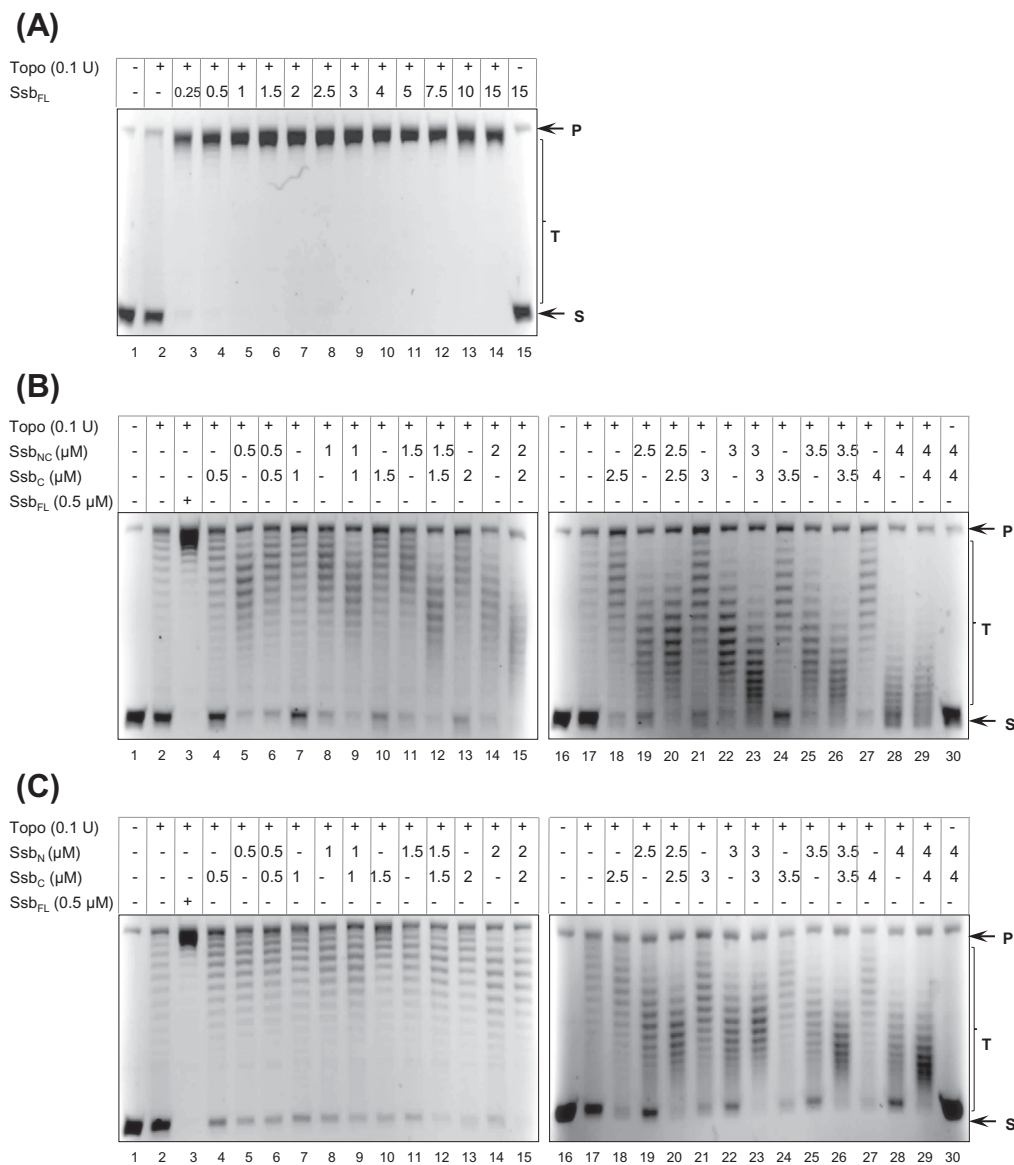 (A)
Topo (0.1 U) - + + + + + + + + + + + + + -
SsbFL - - 0.25 0.5 1 1.5 2 2.5 3 4 5 7.5 10 15 15
P
T
S
1 2 3 4 5 6 7 8 9 10 11 12 13 14 15
(B)
Topo (0.1 U) - + + + + + + + + + + + + + + - + + + + + + + + + + + + + -
SsbNC (μM) - - - - 0.5 0.5 - 1 1 - 1.5 1.5 - 2 2 - - - 2.5 2.5 - 3 3 - 3.5 3.5 - 4 4 4
SsbC (μM) - - - 0.5 - 0.5 1 - 1 1.5 - 1.5 2 - 2 - - 2.5 - 2.5 3 - 3 3.5 - 3.5 4 - 4 4
SsbFL (0.5 μM) - - + - - - - - - - - - - - - - - - - - - - - - - - - - - -
P
T
S
1 2 3 4 5 6 7 8 9 10 11 12 13 14 15 16 17 18 19 20 21 22 23 24 25 26 27 28 29 30
(C)
Topo (0.1 U) - + + + + + + + + + + + + + + - + + + + + + + + + + + + + -
SsbN (μM) - - - - 0.5 0.5 - 1 1 - 1.5 1.5 - 2 2 - - - 2.5 2.5 - 3 3 - 3.5 3.5 - 4 4 4
SsbC (μM) - - - 0.5 - 0.5 1 - 1 1.5 - 1.5 2 - 2 - - 2.5 - 2.5 3 - 3 3.5 - 3.5 4 - 4 4
SsbFL (0.5 μM) - - + - - - - - - - - - - - - - - - - - - - - - - - - - - -
P
T
S
1 2 3 4 5 6 7 8 9 10 11 12 13 14 15 16 17 18 19 20 21 22 23 24 25 26 27 28 29 30